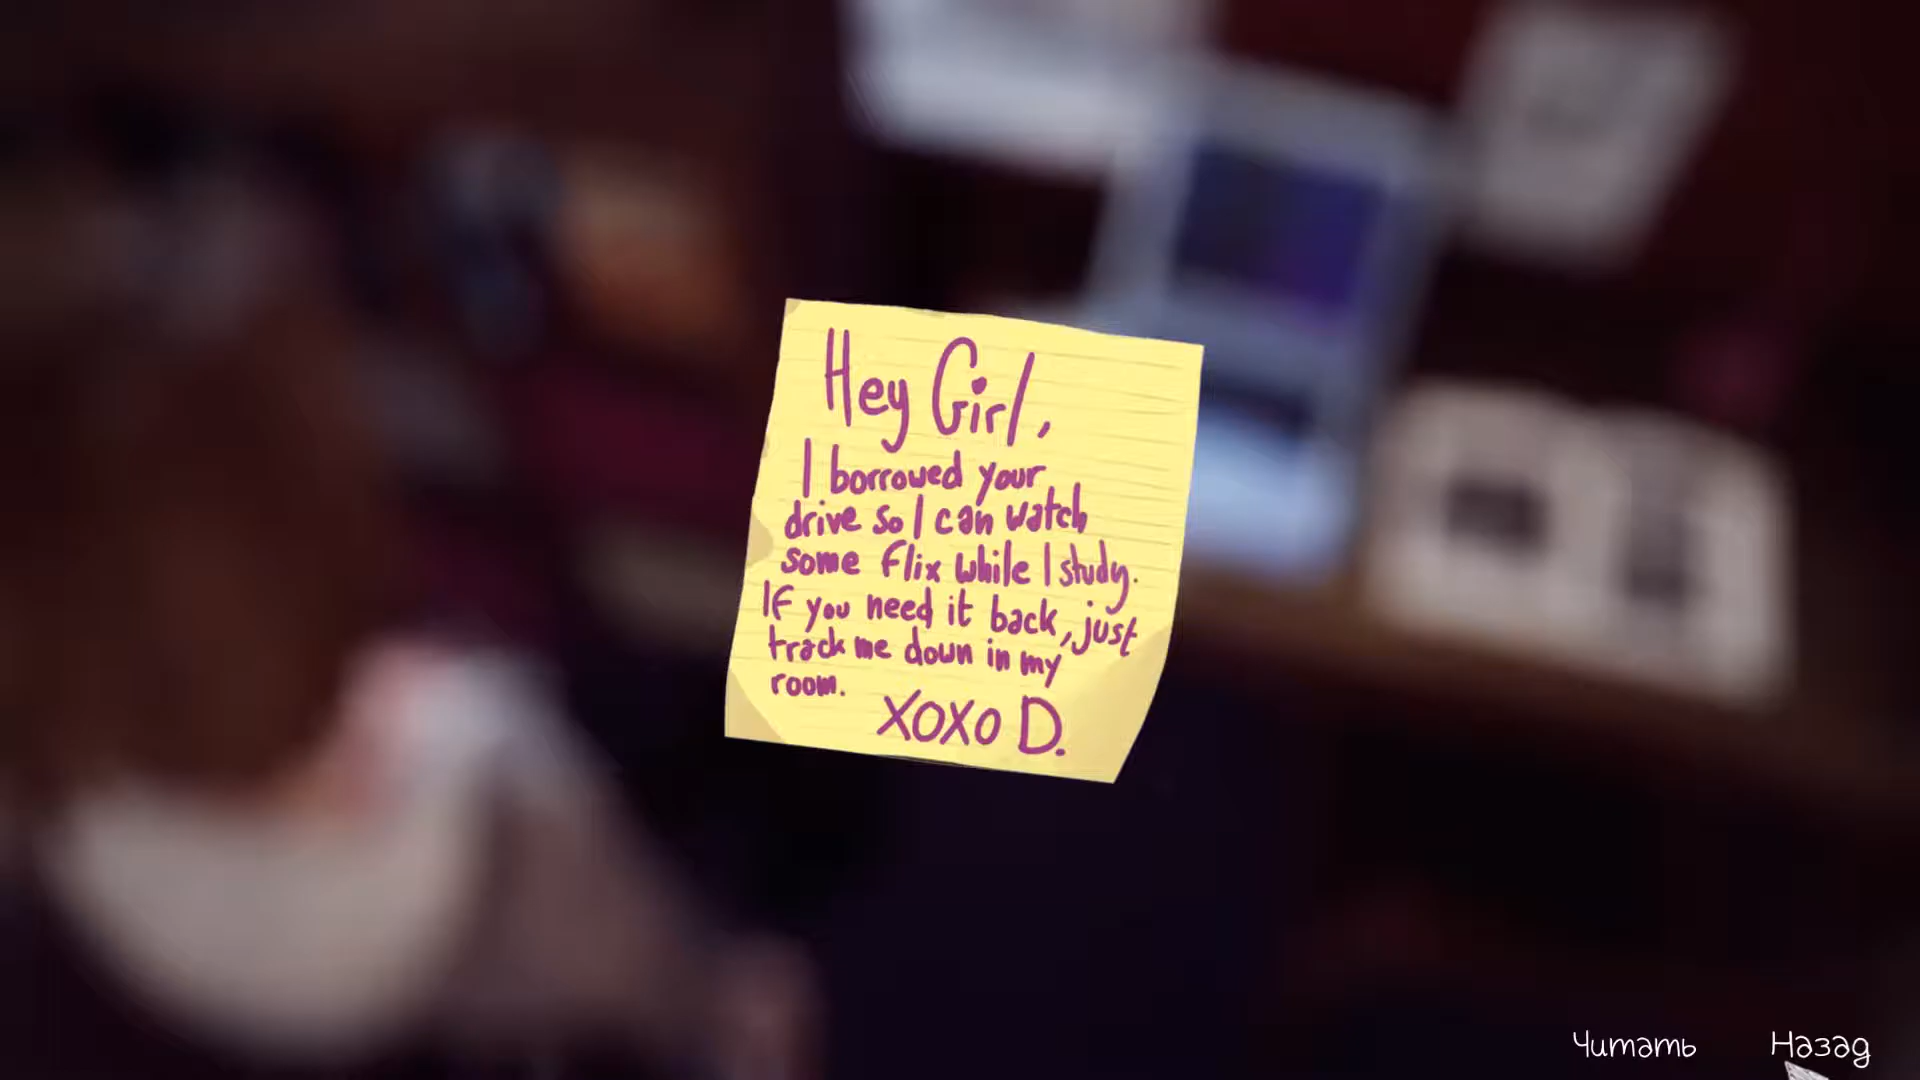 Hey Girl,
I borrowed your
drive so I can watch
some flix while I study.
If you need it back, just
track me down in my
room.
XOXO D.
Читать Назад